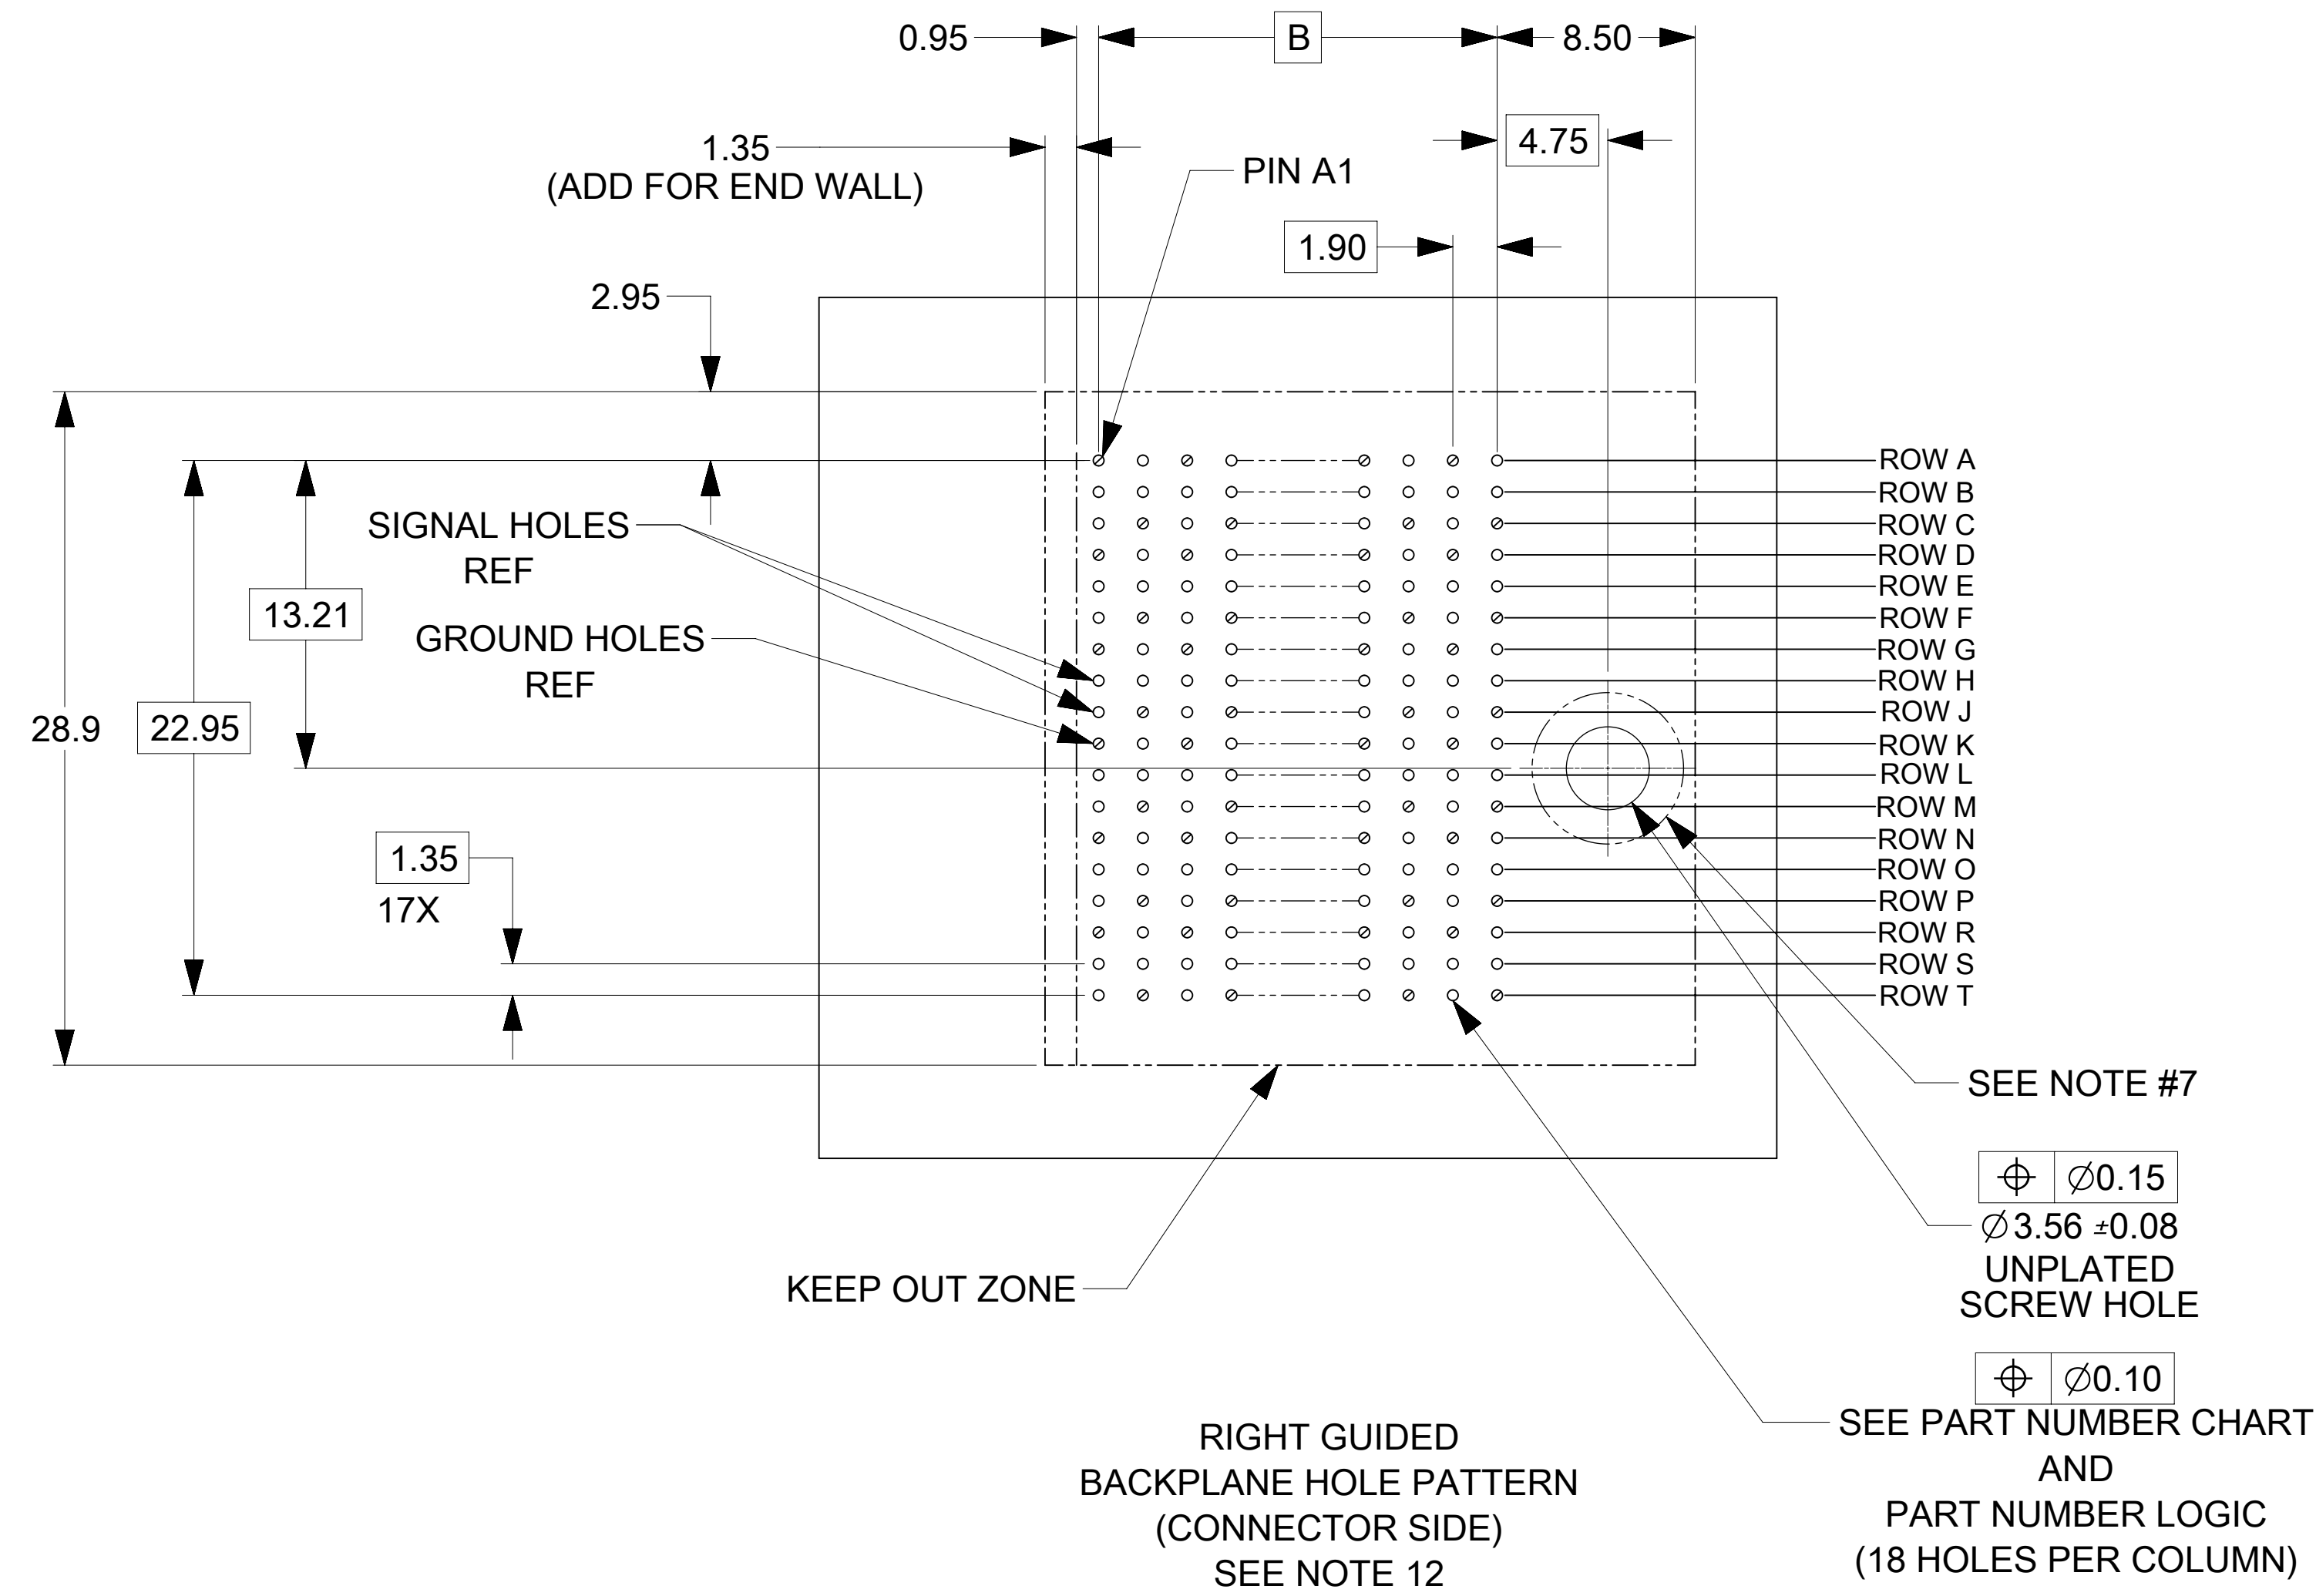 0.95
B
8.50
1.35
(ADD FOR END WALL)
PIN A1
4.75
1.90
2.95
SIGNAL HOLES
REF
13.21
GROUND HOLES
REF
28.9
22.95
1.35
17X
ROW A
ROW B
ROW C
ROW D
ROW E
ROW F
ROW G
ROW H
ROW J
ROW K
ROW L
ROW M
ROW N
ROW O
ROW P
ROW R
ROW S
ROW T
SEE NOTE #7
⌖ ∅0.15
∅3.56 ±0.08
UNPLATED
SCREW HOLE
KEEP OUT ZONE
⌖ ∅0.10
SEE PART NUMBER CHART
AND
PART NUMBER LOGIC
(18 HOLES PER COLUMN)
RIGHT GUIDED
BACKPLANE HOLE PATTERN
(CONNECTOR SIDE)
SEE NOTE 12